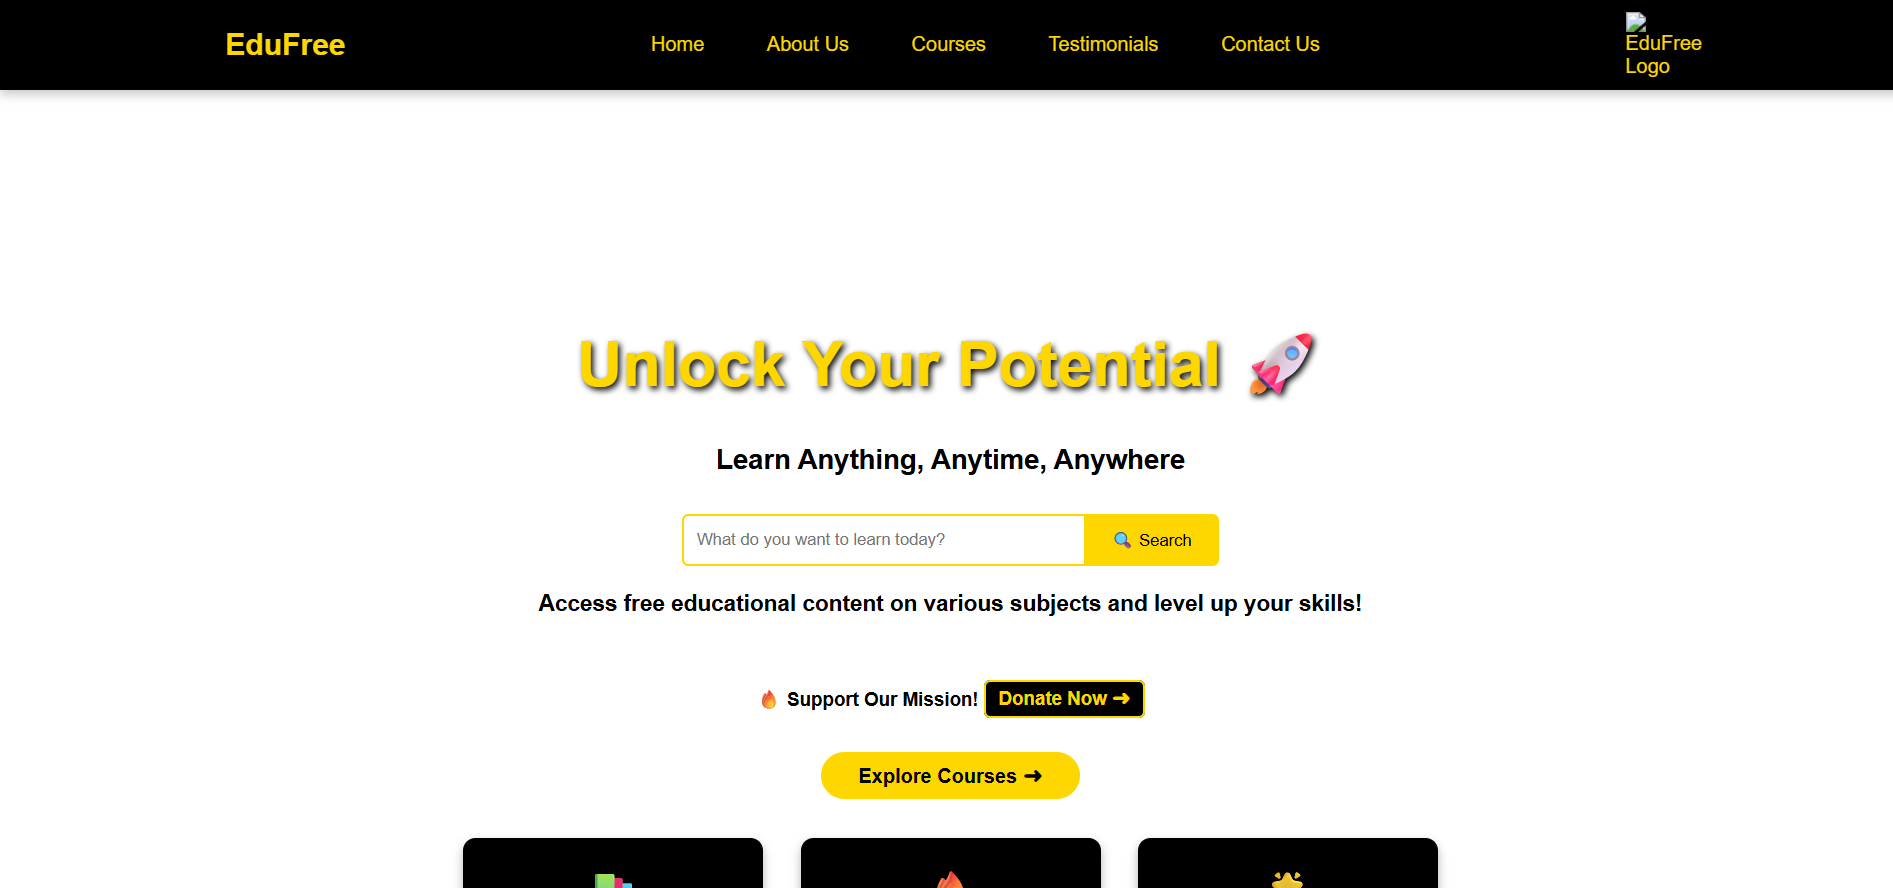 EduFree
Home
About Us
Courses
Testimonials
Contact Us
EduFree
Logo
Unlock Your Potential 🚀
Learn Anything, Anytime, Anywhere
What do you want to learn today?
🔍 Search
Access free educational content on various subjects and level up your skills!
🔥 Support Our Mission! Donate Now ➜
Explore Courses ➜